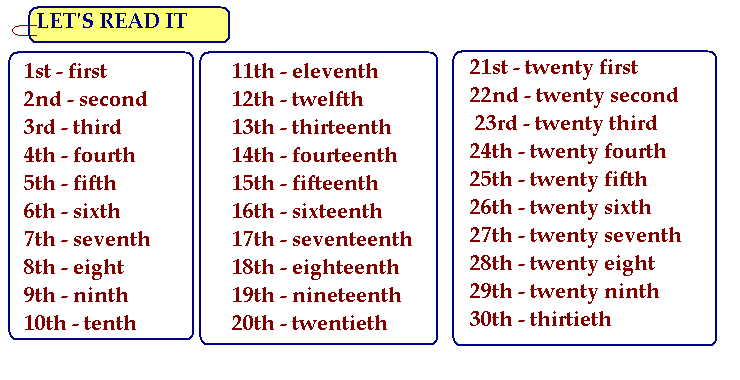 LET'S READ IT
1st - first
2nd - second
3rd - third
4th - fourth
5th - fifth
6th - sixth
7th - seventh
8th - eight
9th - ninth
10th - tenth
11th - eleventh
12th - twelfth
13th - thirteenth
14th - fourteenth
15th - fifteenth
16th - sixteenth
17th - seventeenth
18th - eighteenth
19th - nineteenth
20th - twentieth
21st - twenty first
22nd - twenty second
23rd - twenty third
24th - twenty fourth
25th - twenty fifth
26th - twenty sixth
27th - twenty seventh
28th - twenty eight
29th - twenty ninth
30th - thirtieth